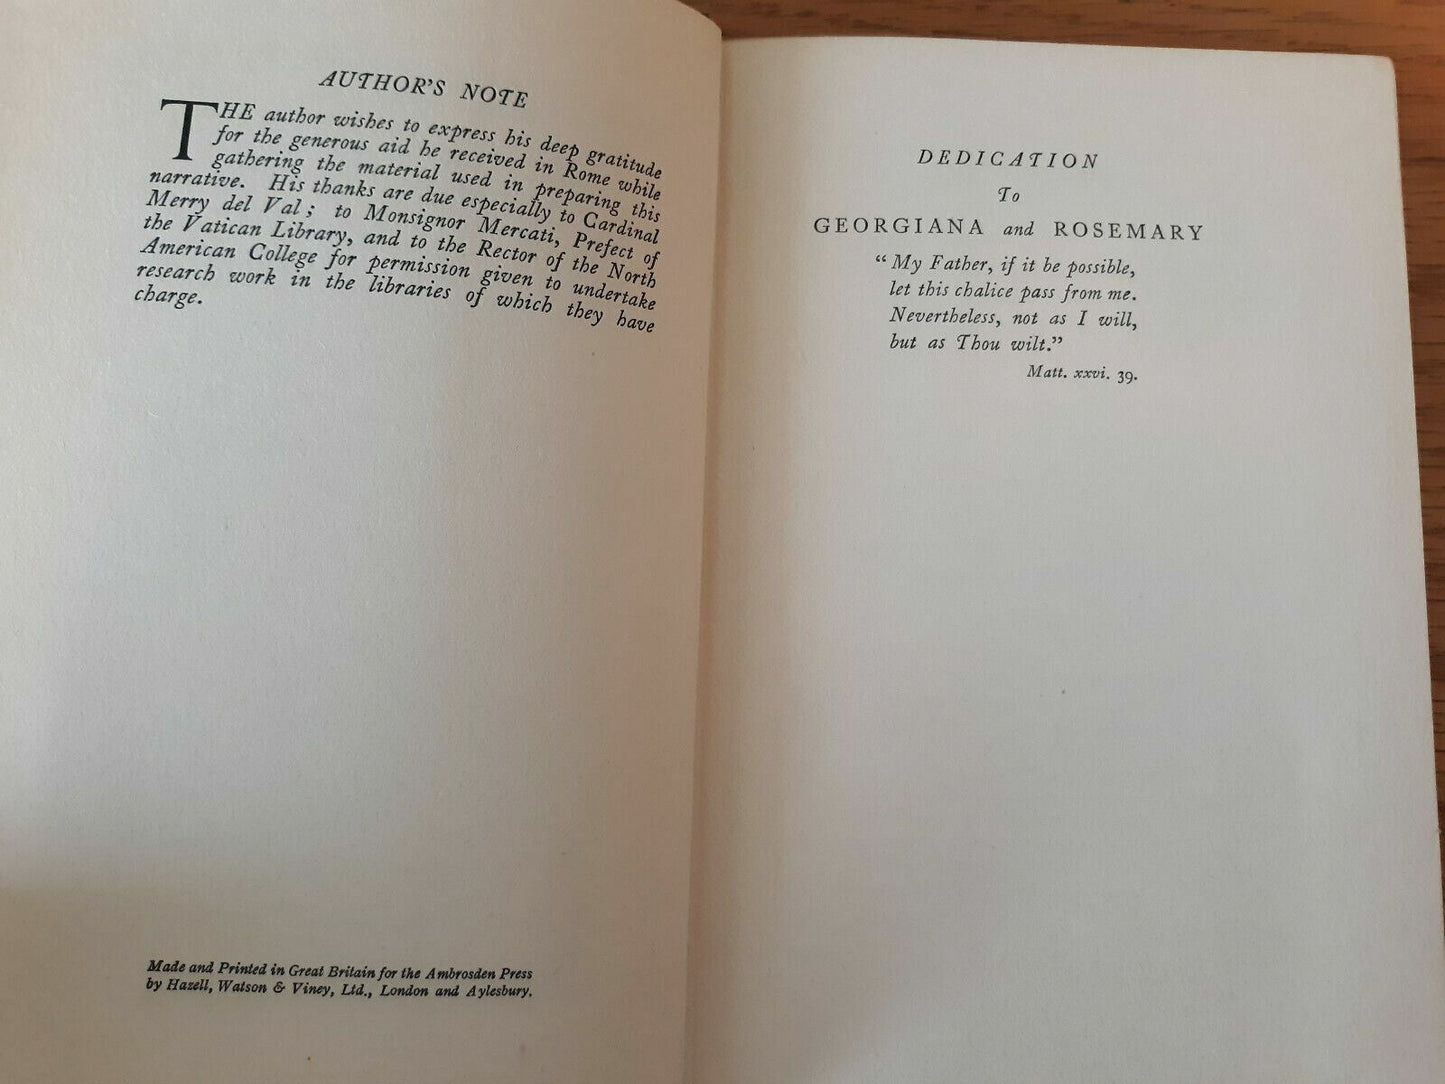 AUTHOR'S NOTE
THE author wishes to express his deep gratitude
for the generous aid he received in Rome while
gathering the material used in preparing this
narrative. His thanks are due especially to Cardinal
Merry del Val; to Monsignor Mercati, Prefect of
the Vatican Library, and to the Rector of the North
American College for permission given to undertake
research work in the libraries of which they have
charge.
Made and Printed in Great Britain for the Ambrosden Press
by Hazell, Watson & Viney, Ltd., London and Aylesbury.
DEDICATION
To
GEORGIANA and ROSEMARY
“My Father, if it be possible,
let this chalice pass from me.
Nevertheless, not as I will,
but as Thou wilt.”
Matt. xxvi. 39.